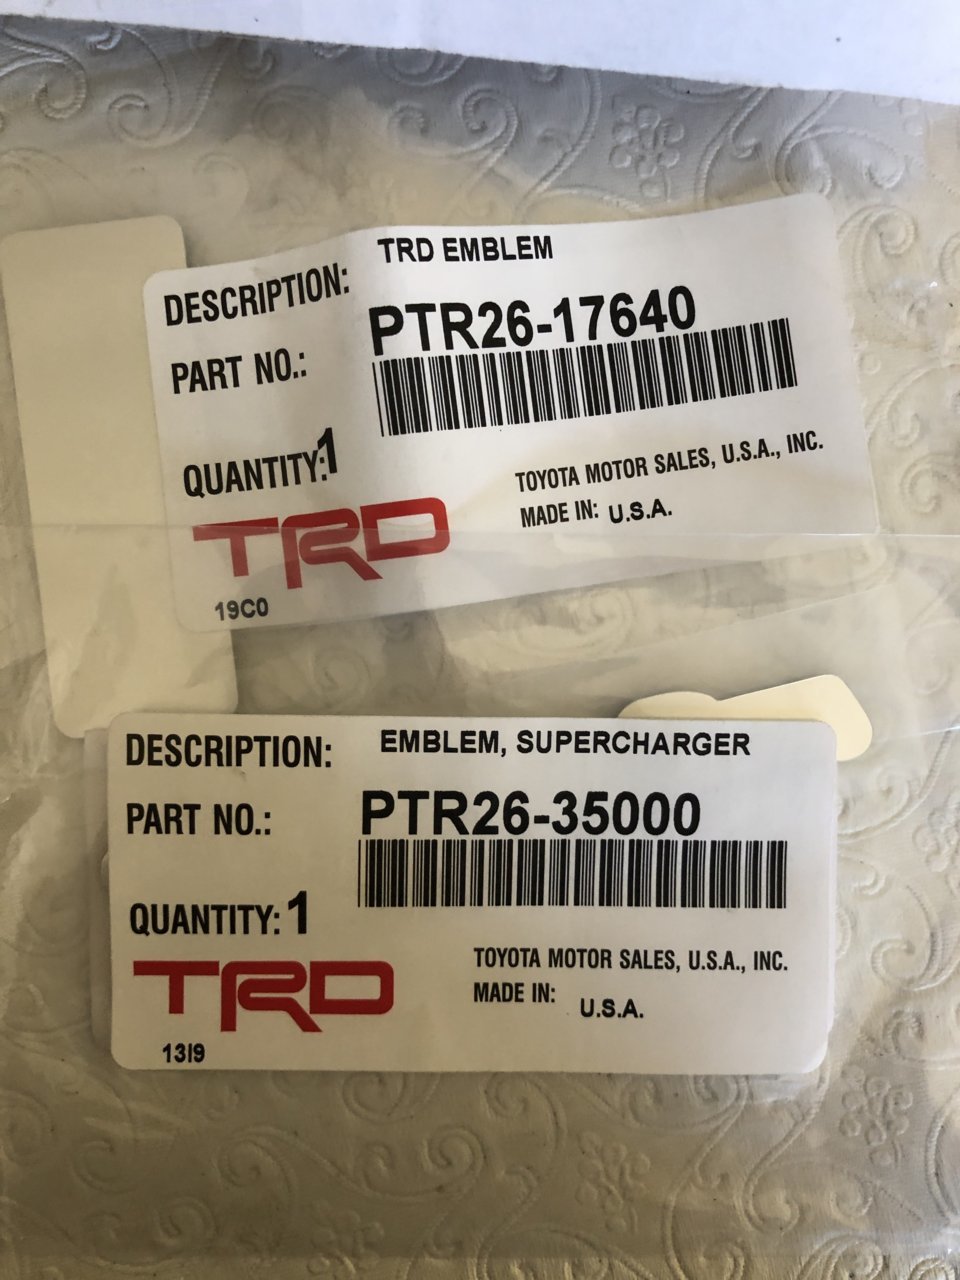 DESCRIPTION: TRD EMBLEM
PART NO.: PTR26-17640
QUANTITY: 1
TOYOTA MOTOR SALES, U.S.A., INC.
MADE IN: U.S.A.
TRD
19C0
DESCRIPTION: EMBLEM, SUPERCHARGER
PART NO.: PTR26-35000
QUANTITY: 1
TOYOTA MOTOR SALES, U.S.A., INC.
MADE IN: U.S.A.
TRD
13I9